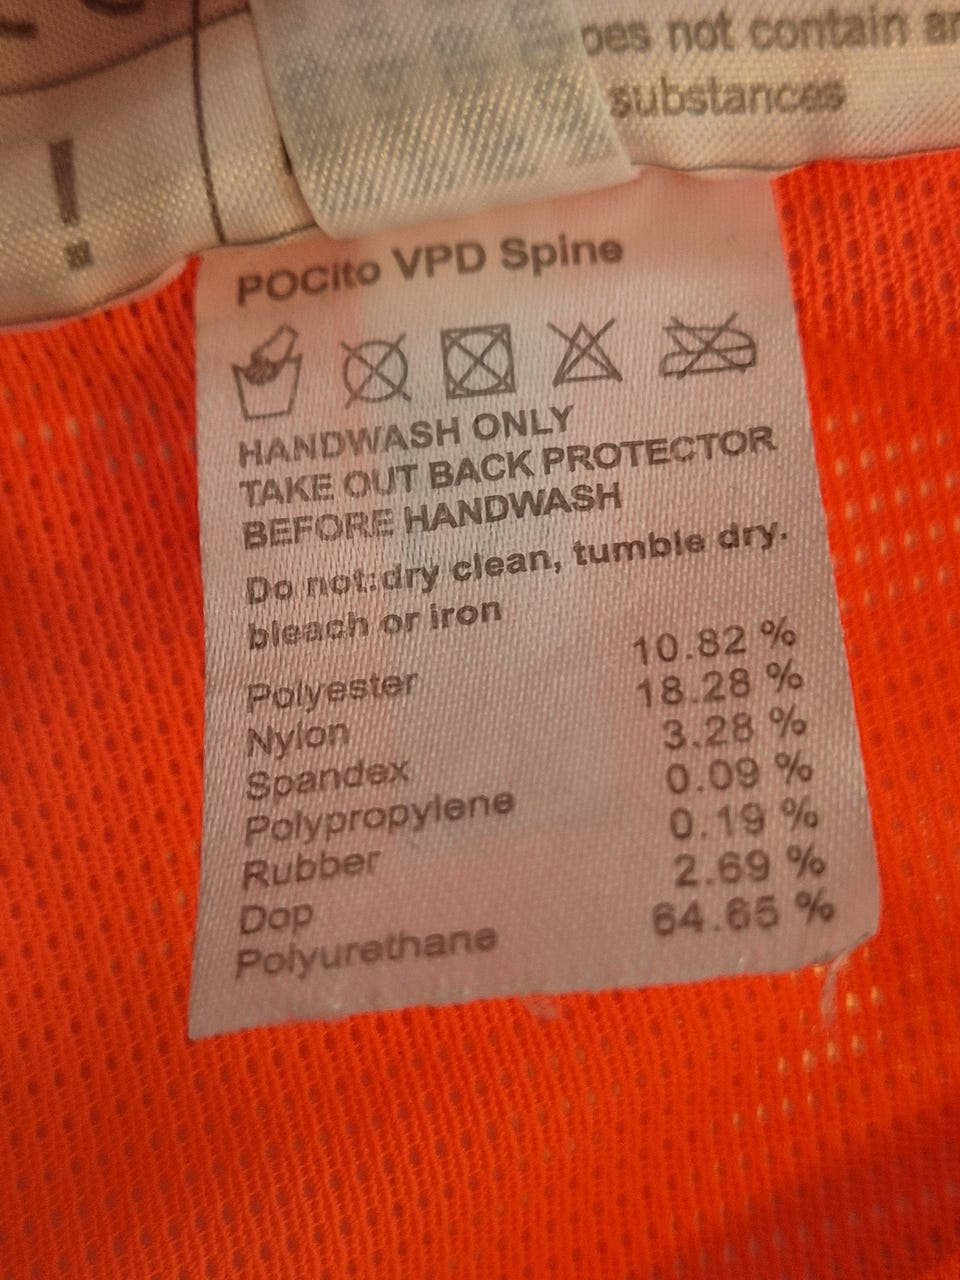 oes not contain
substances
!
POCito VPD Spine
HANDWASH ONLY
TAKE OUT BACK PROTECTOR
BEFORE HANDWASH
Do not:dry clean, tumble dry.
bleach or iron
Polyester 10.82 %
Nylon 18.28 %
Spandex 3.28 %
Polypropylene 0.09 %
Rubber 0.19 %
Dop 2.69 %
Polyurethane 64.65 %